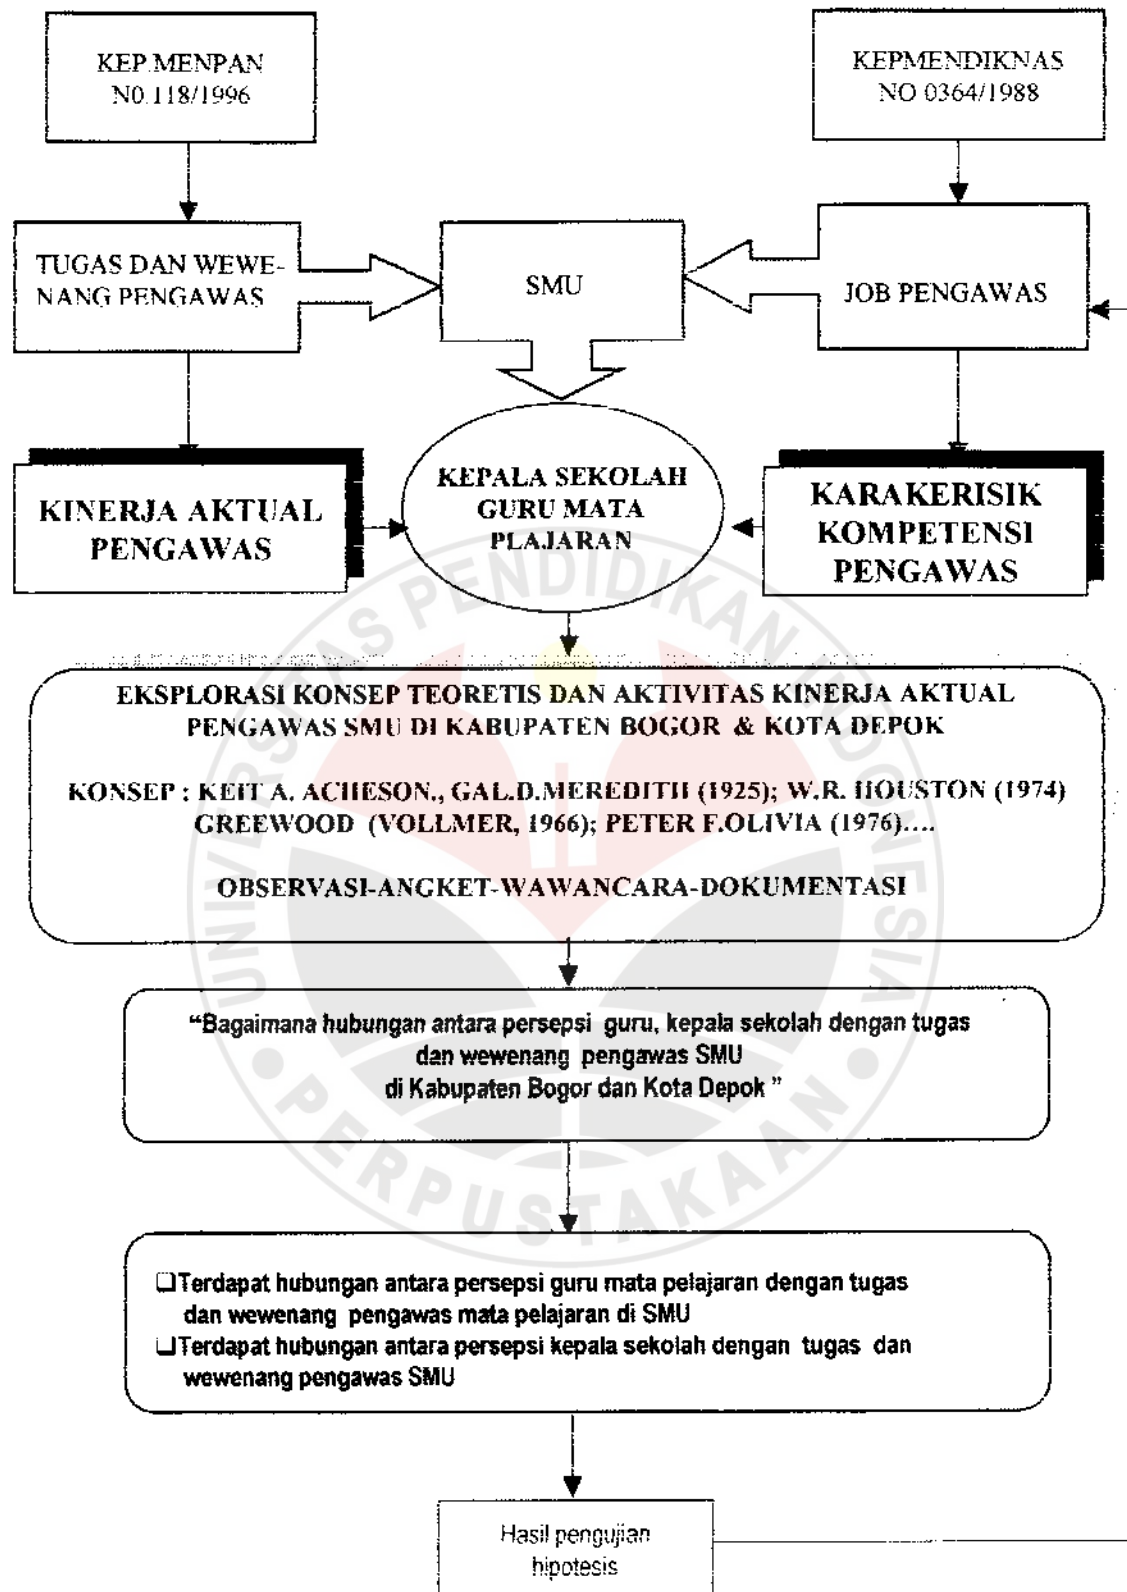 KEP.MENPAN
N0.118/1996
KEPMENDIKNAS
NO 0364/1988
TUGAS DAN WEWE-
NANG PENGAWAS
SMU
JOB PENGAWAS
KINERJA AKTUAL
PENGAWAS
KEPALA SEKOLAH
GURU MATA
PLAJARAN
KARAKERISIK
KOMPETENSI
PENGAWAS
EKSPLORASI KONSEP TEORETIS DAN AKTIVITAS KINERJA AKTUAL
PENGAWAS SMU DI KABUPATEN BOGOR & KOTA DEPOK
KONSEP : KEIT A. ACHESON., GAL.D.MEREDITH (1925); W.R. HOUSTON (1974)
GREEWOOD (VOLLMER, 1966); PETER F.OLIVIA (1976)....
OBSERVASI-ANGKET-WAWANCARA-DOKUMENTASI
“Bagaimana hubungan antara persepsi guru, kepala sekolah dengan tugas
dan wewenang pengawas SMU
di Kabupaten Bogor dan Kota Depok ”
❑Terdapat hubungan antara persepsi guru mata pelajaran dengan tugas
dan wewenang pengawas mata pelajaran di SMU
❑Terdapat hubungan antara persepsi kepala sekolah dengan tugas dan
wewenang pengawas SMU
Hasil pengujian
hipotesis
UNIVERSITAS PENDIDIKAN INDONESIA
PERPUSTAKAAN